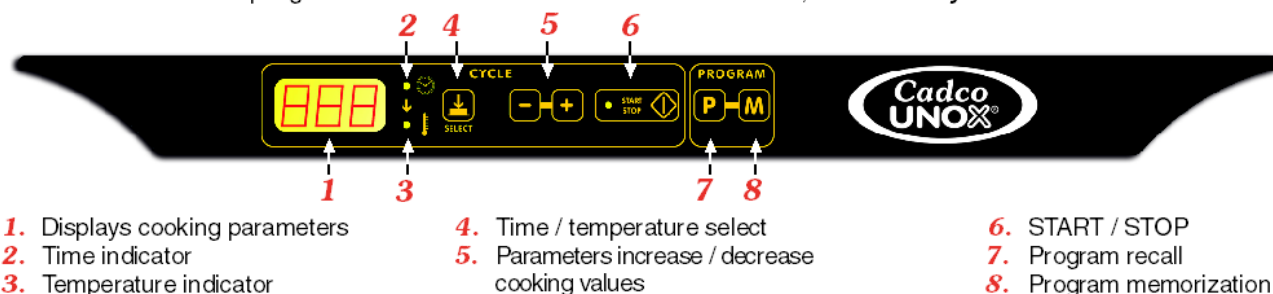 2 4 5 6
CYCLE PROGRAM
888
START
STOP
P M
SELECT
Cadco
UNOX®
1 3 7 8
1. Displays cooking parameters
2. Time indicator
3. Temperature indicator
4. Time / temperature select
5. Parameters increase / decrease
cooking values
6. START / STOP
7. Program recall
8. Program memorization